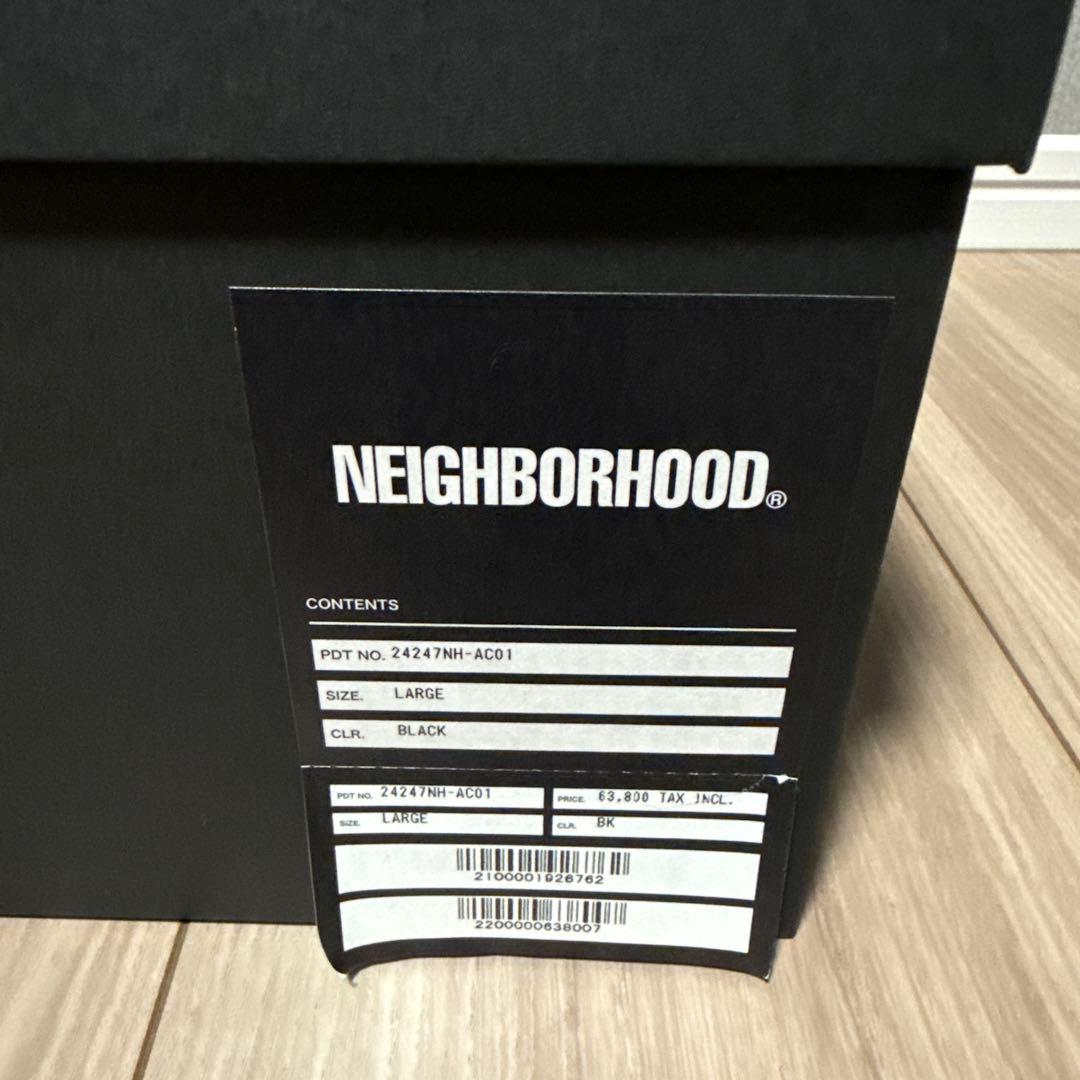 NEIGHBORHOOD®
CONTENTS
PDT NO. 24247NH-AC01
SIZE. LARGE
CLR. BLACK
PDT NO. 24247NH-AC01 PRICE. 63,800 TAX INCL.
SIZE. LARGE CLR. BK
2100001926762
2200000638007